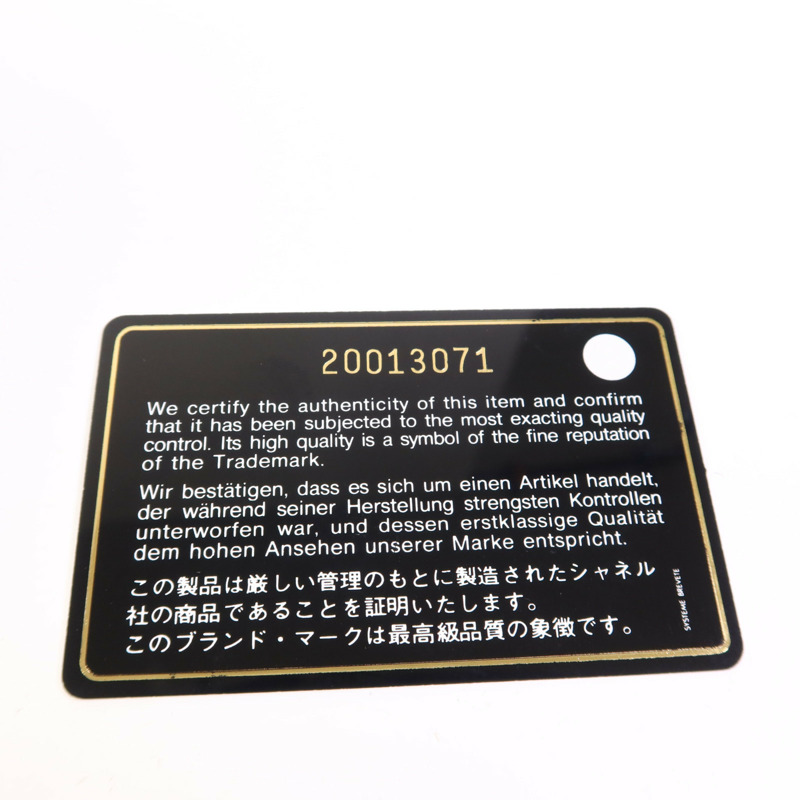 20013071
We certify the authenticity of this item and confirm
that it has been subjected to the most exacting quality
control. Its high quality is a symbol of the fine reputation
of the Trademark.
Wir bestätigen, dass es sich um einen Artikel handelt,
der während seiner Herstellung strengsten Kontrollen
unterworfen war, und dessen erstklassige Qualität
dem hohen Ansehen unserer Marke entspricht.
この製品は厳しい管理のもとに製造されたシャネル
社の商品であることを証明いたします。
このブランド・マークは最高級品質の象徴です。
SYSTEME BREVETE